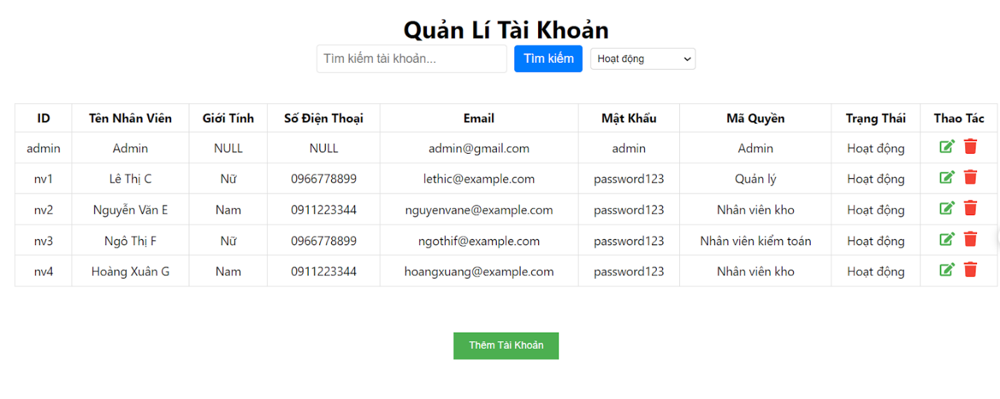 Quản Lí Tài Khoản
Tìm kiếm tài khoản... Tìm kiếm Hoạt động
ID Tên Nhân Viên Giới Tính Số Điện Thoại Email Mật Khẩu Mã Quyền Trạng Thái Thao Tác
admin Admin NULL NULL admin@gmail.com admin Admin Hoạt động
nv1 Lê Thị C Nữ 0966778899 lethic@example.com password123 Quản lý Hoạt động
nv2 Nguyễn Văn E Nam 0911223344 nguyenvane@example.com password123 Nhân viên kho Hoạt động
nv3 Ngô Thị F Nữ 0966778899 ngothif@example.com password123 Nhân viên kiểm toán Hoạt động
nv4 Hoàng Xuân G Nam 0911223344 hoangxuang@example.com password123 Nhân viên kho Hoạt động
Thêm Tài Khoản